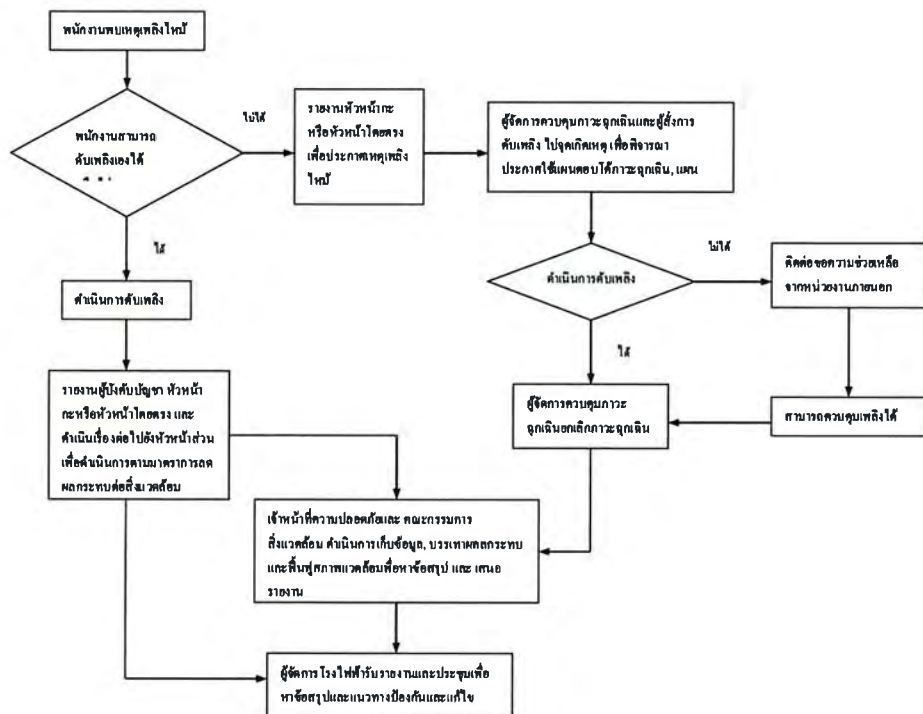 พนักงานพบเหตุเพลิงไหม้
พนักงานสามารถ
ดับเพลิงเองได้
ไม่ได้
รายงานหัวหน้ากะ
หรือหัวหน้าโดยตรง
เพื่อประกาศเหตุเพลิง
ไหม้
ผู้จัดการควบคุมภาวะฉุกเฉินและผู้สั่งการ
ดับเพลิง ไปจุดเกิดเหตุ เพื่อพิจารณา
ประกาศใช้แผนตอบโต้ภาวะฉุกเฉิน, แผน
ได้
ดำเนินการดับเพลิง
ดำเนินการดับเพลิง
ไม่ได้
ติดต่อขอความช่วยเหลือ
จากหน่วยงานภายนอก
ได้
รายงานผู้บังคับบัญชา หัวหน้า
กะหรือหัวหน้าโดยตรง และ
ดำเนินเรื่องต่อไปยังหัวหน้าส่วน
เพื่อดำเนินการตามมาตราการลด
ผลกระทบต่อสิ่งแวดล้อม
ผู้จัดการควบคุมภาวะ
ฉุกเฉินยกเลิกภาวะฉุกเฉิน
สามารถควบคุมเพลิงได้
เจ้าหน้าที่ความปลอดภัยและ คณะกรรมการ
สิ่งแวดล้อม ดำเนินการเก็บข้อมูล, บรรเทาผลกระทบ
และฟื้นฟูสภาพแวดล้อมเพื่อหาข้อสรุป และ เสนอ
รายงาน
ผู้จัดการโรงไฟฟ้ารับรายงานและประชุมเพื่อ
หาข้อสรุปและแนวทางป้องกันและแก้ไข